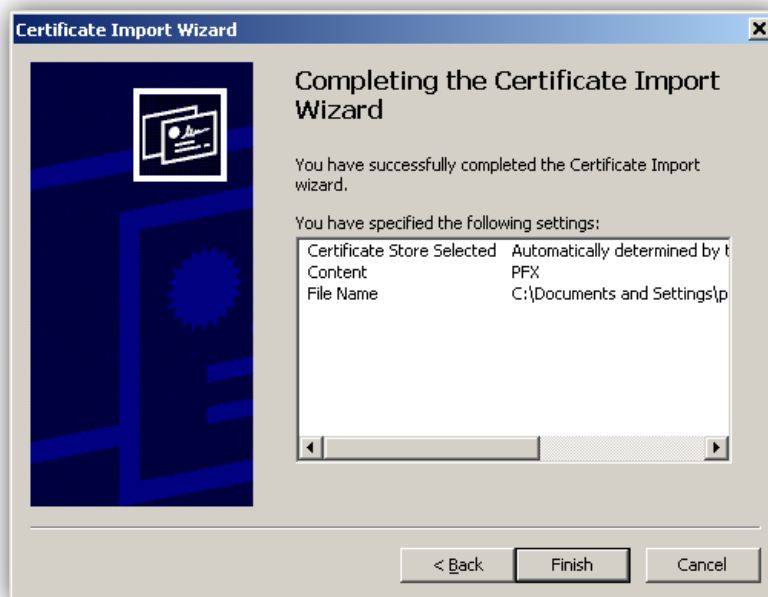 Certificate Import Wizard
Completing the Certificate Import
Wizard
You have successfully completed the Certificate Import
wizard.
You have specified the following settings:
Certificate Store Selected Automatically determined by t
Content PFX
File Name C:\Documents and Settings\p
< Back Finish Cancel